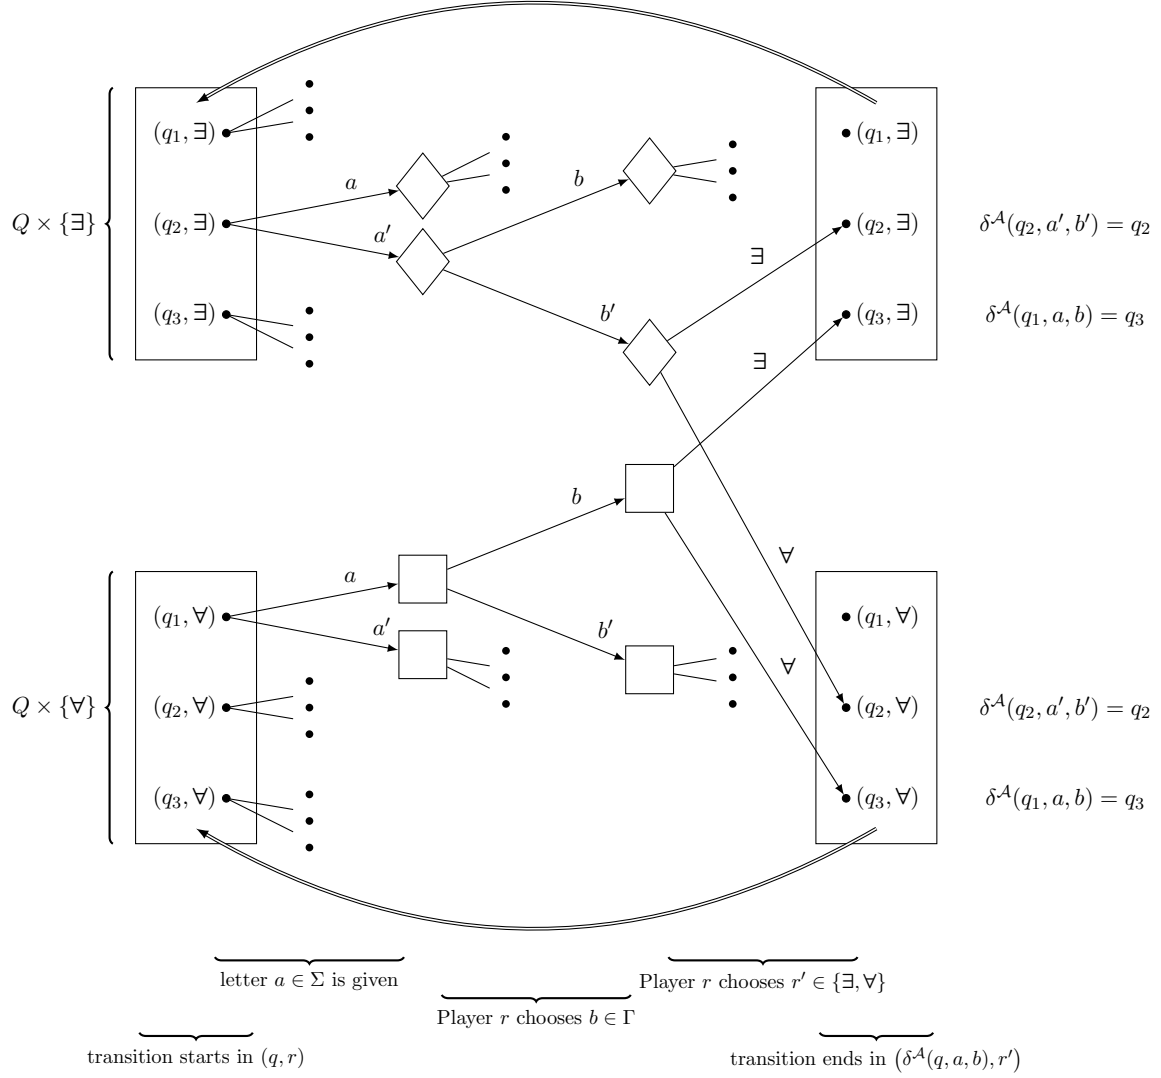 (q₁, ∃)
(q₁, ∃)
a
b
Q × {∃}
(q₂, ∃)
a′
(q₂, ∃)
δ^𝒜(q₂, a′, b′) = q₂
∃
(q₃, ∃)
b′
(q₃, ∃)
δ^𝒜(q₁, a, b) = q₃
∃
b
∀
a
(q₁, ∀)
a′
b′
(q₁, ∀)
∀
Q × {∀}
(q₂, ∀)
(q₂, ∀)
δ^𝒜(q₂, a′, b′) = q₂
(q₃, ∀)
(q₃, ∀)
δ^𝒜(q₁, a, b) = q₃
letter a ∈ Σ is given
Player r chooses r′ ∈ {∃, ∀}
Player r chooses b ∈ Γ
transition starts in (q, r)
transition ends in (δ^𝒜(q, a, b), r′)